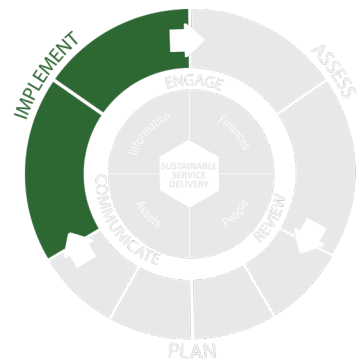 IMPLEMENT
ASSESS
ENGAGE
Information
Finances
SUSTAINABLE
SERVICE
DELIVERY
Assets
People
COMMUNICATE
REVIEW
PLAN